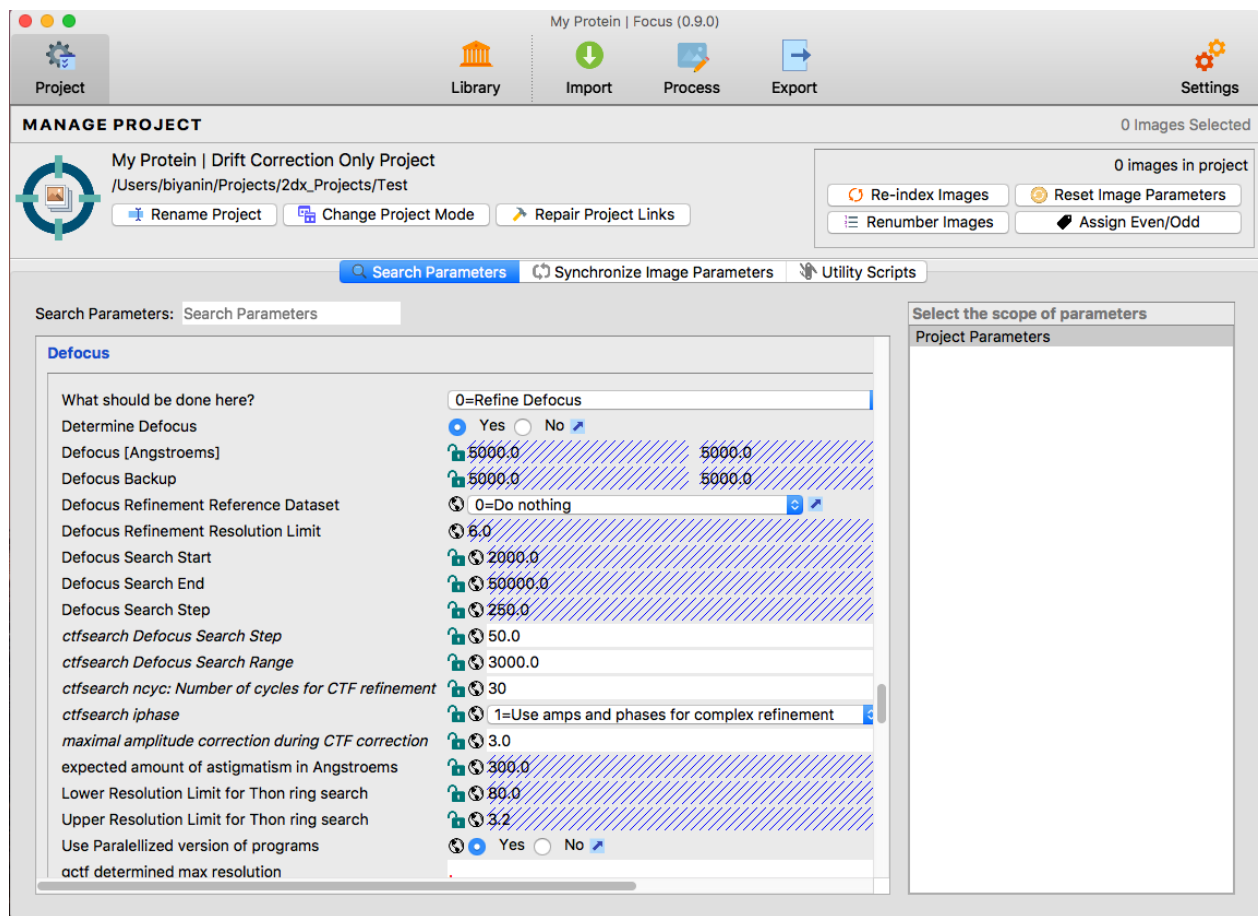 My Protein | Focus (0.9.0)
Project
Library
Import
Process
Export
Settings
MANAGE PROJECT
0 Images Selected
My Protein | Drift Correction Only Project
/Users/biyanin/Projects/2dx_Projects/Test
Rename Project
Change Project Mode
Repair Project Links
0 images in project
Re-index Images
Reset Image Parameters
Renumber Images
Assign Even/Odd
Search Parameters
Synchronize Image Parameters
Utility Scripts
Search Parameters: Search Parameters
Defocus
What should be done here? 0=Refine Defocus
Determine Defocus Yes No
Defocus [Angstroems] 5000.0 5000.0
Defocus Backup 5000.0 5000.0
Defocus Refinement Reference Dataset 0=Do nothing
Defocus Refinement Resolution Limit 6.0
Defocus Search Start 2000.0
Defocus Search End 50000.0
Defocus Search Step 250.0
ctfsearch Defocus Search Step 50.0
ctfsearch Defocus Search Range 3000.0
ctfsearch ncyc: Number of cycles for CTF refinement 30
ctfsearch iphase 1=Use amps and phases for complex refinement
maximal amplitude correction during CTF correction 3.0
expected amount of astigmatism in Angstroems 300.0
Lower Resolution Limit for Thon ring search 80.0
Upper Resolution Limit for Thon ring search 3.2
Use Paralellized version of programs Yes No
gctf determined max resolution
Select the scope of parameters
Project Parameters